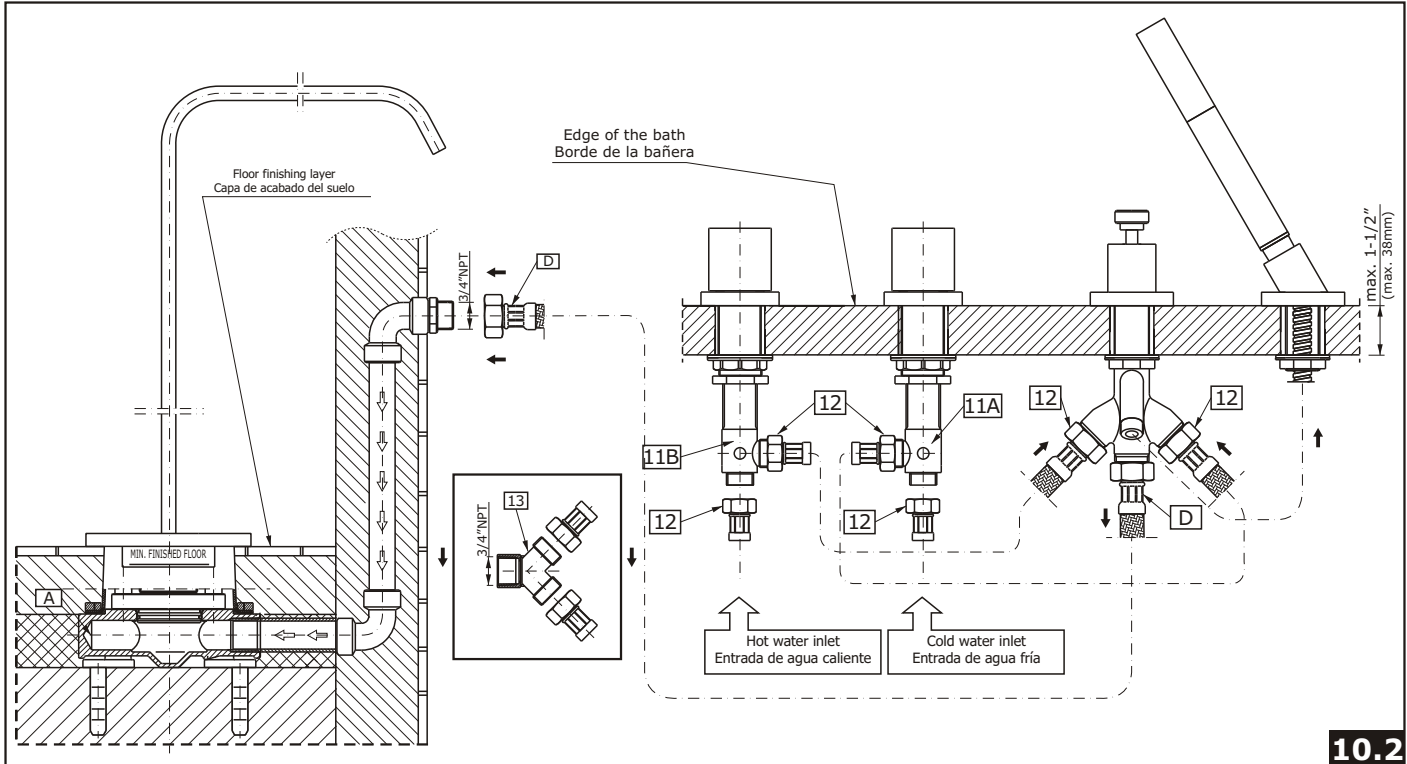 Edge of the bath
Borde de la bañera
Floor finishing layer
Capa de acabado del suelo
max. 1-1/2”
(max. 38mm)
3/4”NPT
D
12
12
12
11A
11B
12
12
D
13
3/4”NPT
MIN. FINISHED FLOOR
A
Hot water inlet
Entrada de agua caliente
Cold water inlet
Entrada de agua fría
10.2